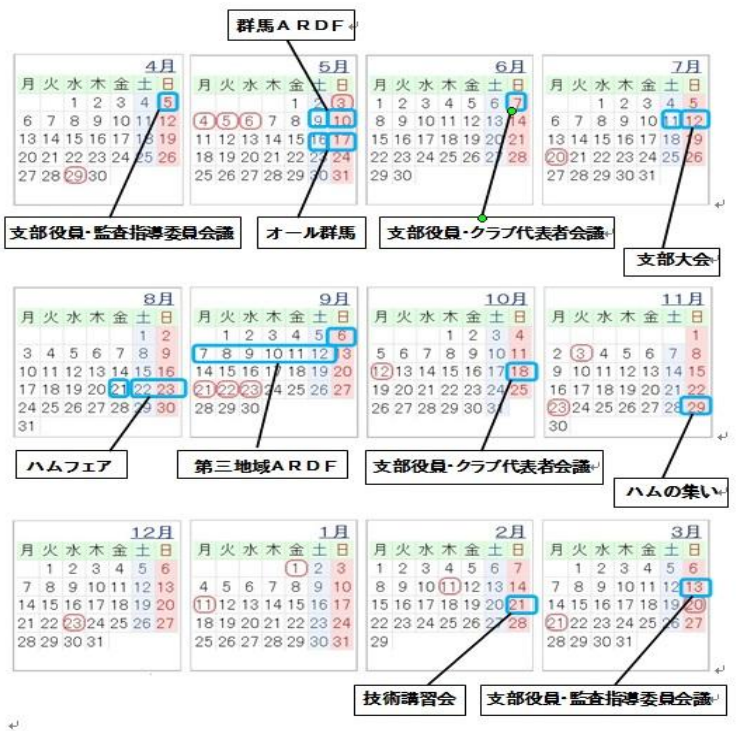 群馬ARDF
4月
月 火 水 木 金 土 日
1 2 3 4 5
6 7 8 9 10 11 12
13 14 15 16 17 18 19
20 21 22 23 24 25 26
27 28 29 30
5月
月 火 水 木 金 土 日
1 2 3
4 5 6 7 8 9 10
11 12 13 14 15 16 17
18 19 20 21 22 23 24
25 26 27 28 29 30 31
6月
月 火 水 木 金 土 日
1 2 3 4 5 6 7
8 9 10 11 12 13 14
15 16 17 18 19 20 21
22 23 24 25 26 27 28
29 30
7月
月 火 水 木 金 土 日
1 2 3 4 5
6 7 8 9 10 11 12
13 14 15 16 17 18 19
20 21 22 23 24 25 26
27 28 29 30 31
支部役員・監査指導委員会議
オール群馬
支部役員・クラブ代表者会議
支部大会
8月
月 火 水 木 金 土 日
1 2
3 4 5 6 7 8 9
10 11 12 13 14 15 16
17 18 19 20 21 22 23
24 25 26 27 28 29 30
31
9月
月 火 水 木 金 土 日
1 2 3 4 5 6
7 8 9 10 11 12 13
14 15 16 17 18 19 20
21 22 23 24 25 26 27
28 29 30
10月
月 火 水 木 金 土 日
1 2 3 4
5 6 7 8 9 10 11
12 13 14 15 16 17 18
19 20 21 22 23 24 25
26 27 28 29 30 31
11月
月 火 水 木 金 土 日
1
2 3 4 5 6 7 8
9 10 11 12 13 14 15
16 17 18 19 20 21 22
23 24 25 26 27 28 29
30
ハムフェア
第三地域ARDF
支部役員・クラブ代表者会議
ハムの集い
12月
月 火 水 木 金 土 日
1 2 3 4 5 6
7 8 9 10 11 12 13
14 15 16 17 18 19 20
21 22 23 24 25 26 27
28 29 30 31
1月
月 火 水 木 金 土 日
1 2 3
4 5 6 7 8 9 10
11 12 13 14 15 16 17
18 19 20 21 22 23 24
25 26 27 28 29 30 31
2月
月 火 水 木 金 土 日
1 2 3 4 5 6 7
8 9 10 11 12 13 14
15 16 17 18 19 20 21
22 23 24 25 26 27 28
29
3月
月 火 水 木 金 土 日
1 2 3 4 5 6
7 8 9 10 11 12 13
14 15 16 17 18 19 20
21 22 23 24 25 26 27
28 29 30 31
技術講習会
支部役員・監査指導委員会議